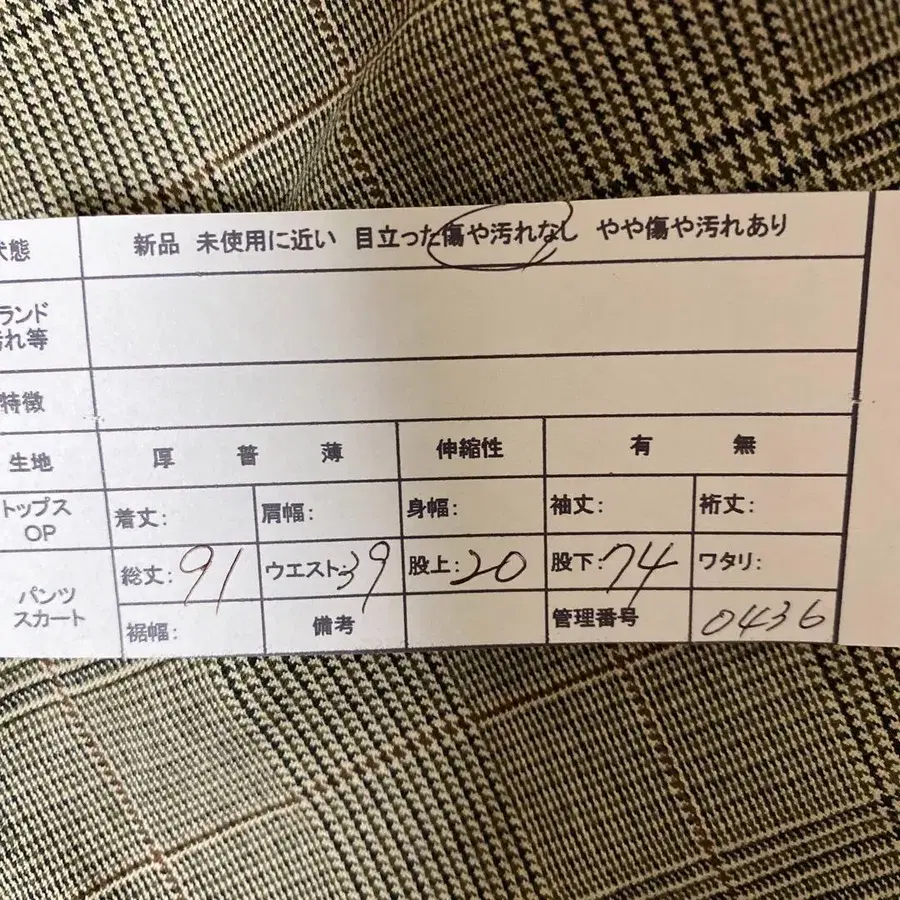 状態 新品 未使用に近い 目立った傷や汚れなし やや傷や汚れあり
ランド
汚れ等
特徴
生地 厚 普 薄 伸縮性 有 無
トップス
OP
着丈: 肩幅: 身幅: 袖丈: 裄丈:
パンツ
スカート
総丈: 91 ウエスト: 39 股上: 20 股下: 74 ワタリ:
裾幅: 備考 管理番号 0436